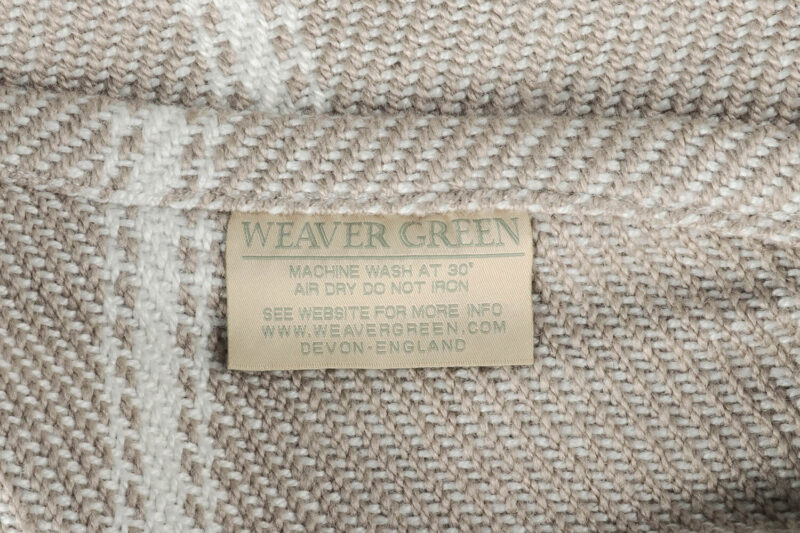 WEAVER GREEN
MACHINE WASH AT 30°
AIR DRY DO NOT IRON
SEE WEBSITE FOR MORE INFO
WWW.WEAVERGREEN.COM
DEVON-ENGLAND